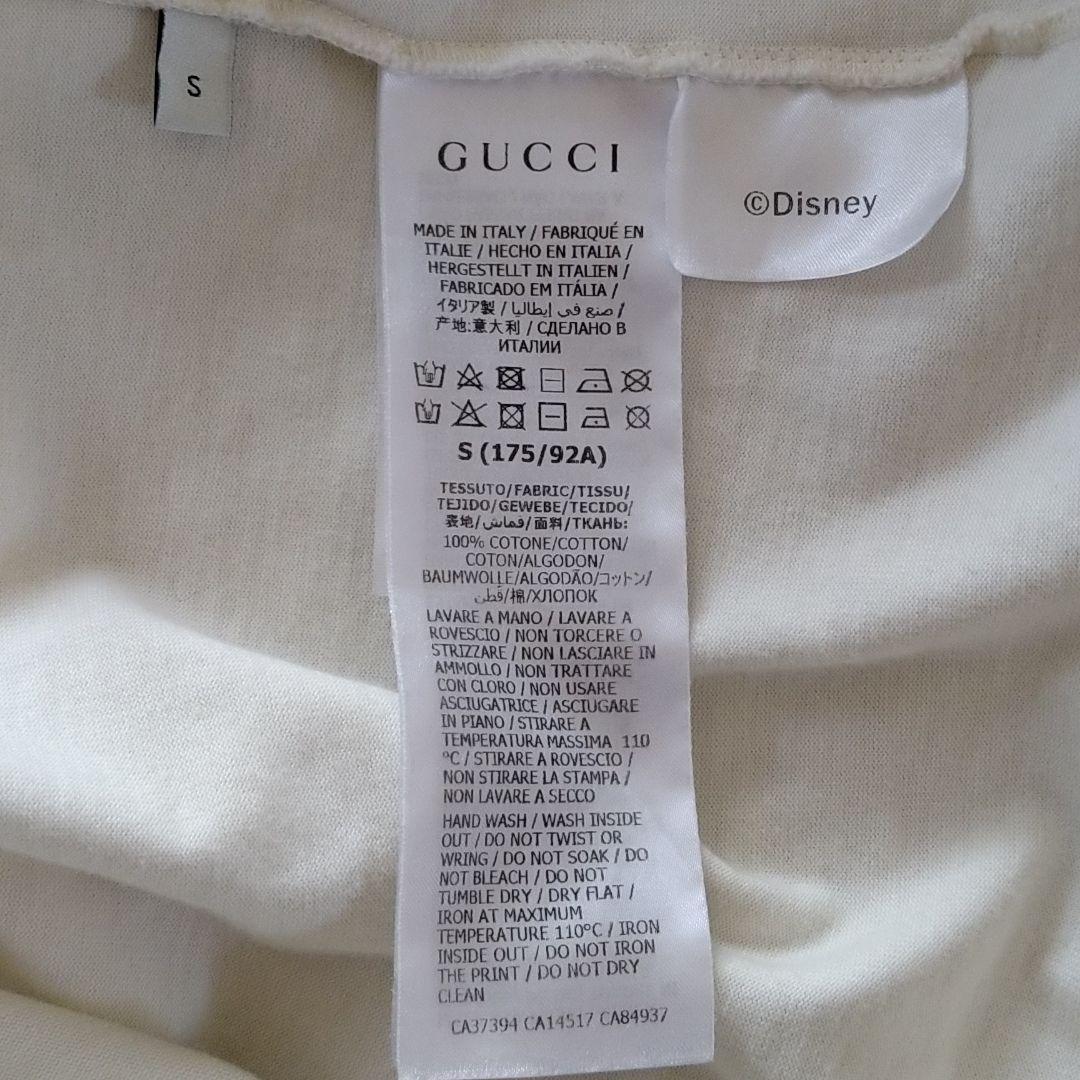 S
GUCCI
©Disney
MADE IN ITALY / FABRIQUÉ EN
ITALIE / HECHO EN ITALIA /
HERGESTELLT IN ITALIEN /
FABRICADO EM ITÁLIA /
イタリア製 / صنع في إيطاليا /
产地:意大利 / СДЕЛАНО В
ИТАЛИИ
S (175/92A)
TESSUTO/FABRIC/TISSU/
TEJIDO/GEWEBE/TECIDO/
表地/قماش/面料/ТКАНЬ:
100% COTONE/COTTON/
COTON/ALGODON/
BAUMWOLLE/ALGODÃO/コットン/
قطن/棉/ХЛОПОК
LAVARE A MANO / LAVARE A
ROVESCIO / NON TORCERE O
STRIZZARE / NON LASCIARE IN
AMMOLLO / NON TRATTARE
CON CLORO / NON USARE
ASCIUGATRICE / ASCIUGARE
IN PIANO / STIRARE A
TEMPERATURA MASSIMA 110
°C / STIRARE A ROVESCIO /
NON STIRARE LA STAMPA /
NON LAVARE A SECCO
HAND WASH / WASH INSIDE
OUT / DO NOT TWIST OR
WRING / DO NOT SOAK / DO
NOT BLEACH / DO NOT
TUMBLE DRY / DRY FLAT /
IRON AT MAXIMUM
TEMPERATURE 110°C / IRON
INSIDE OUT / DO NOT IRON
THE PRINT / DO NOT DRY
CLEAN
CA37394 CA14517 CA84937